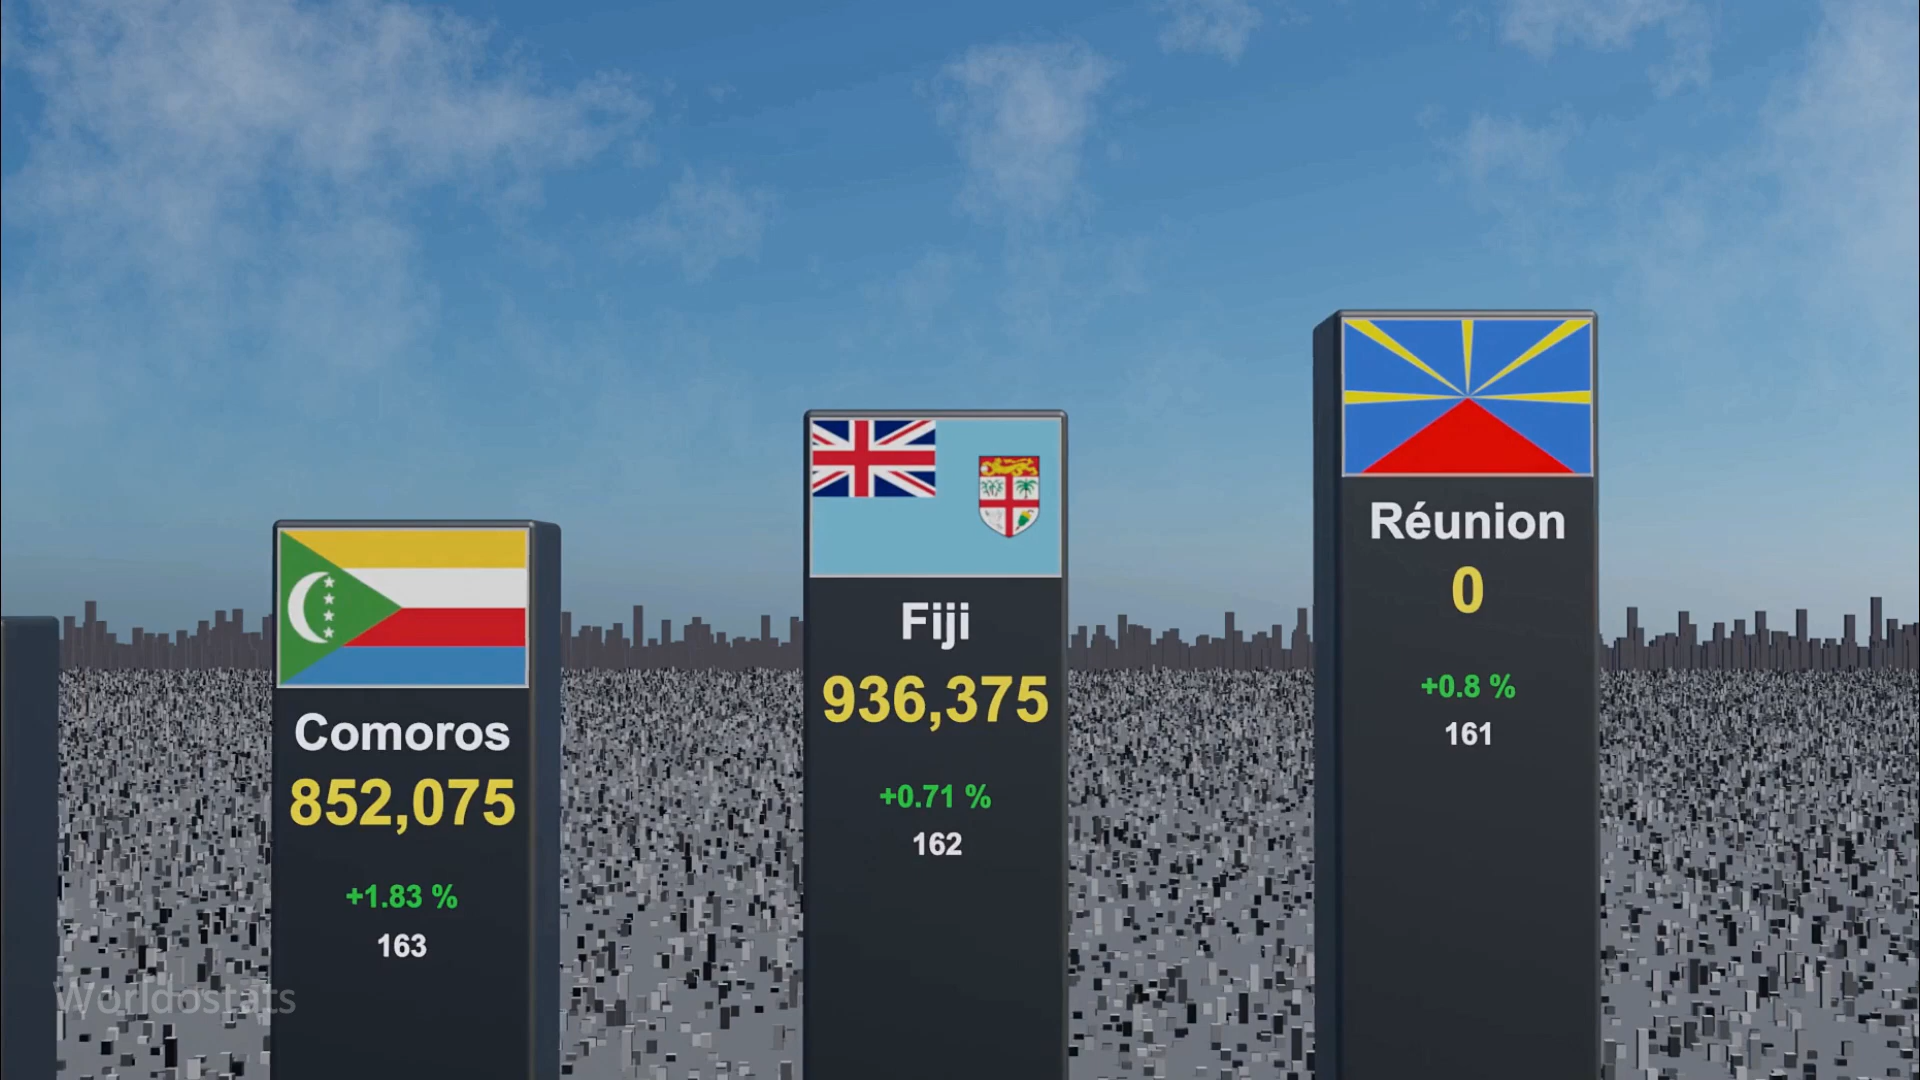 Comoros
852,075
+1.83 %
163
Fiji
936,375
+0.71 %
162
Réunion
0
+0.8 %
161
Worldostats